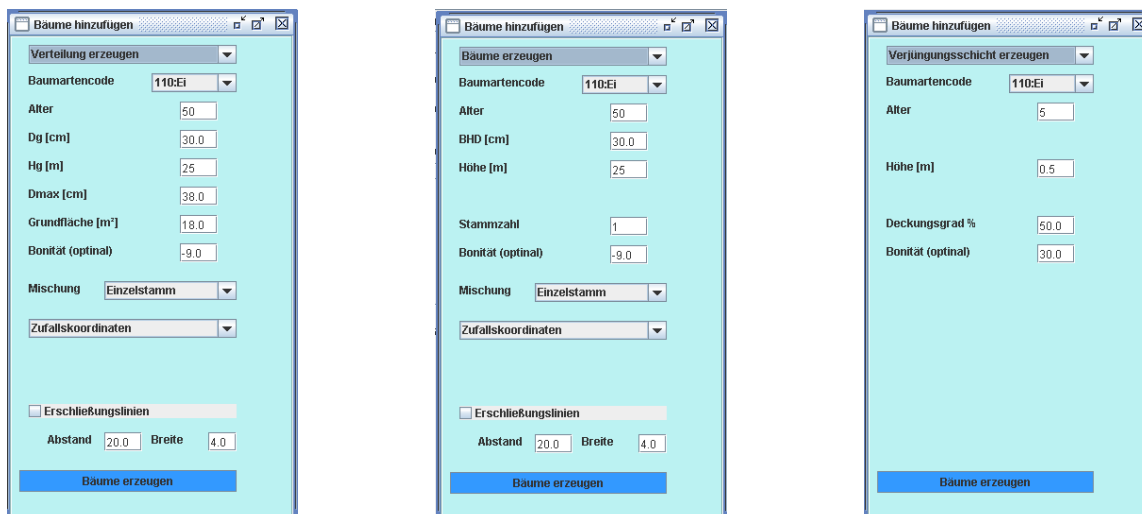 Bäume hinzufügen
Verteilung erzeugen
Baumartencode 110:Ei
Alter 50
Dg [cm] 30.0
Hg [m] 25
Dmax [cm] 38.0
Grundfläche [m²] 18.0
Bonität (optinal) -9.0
Mischung Einzelstamm
Zufallskoordinaten
Erschließungslinien
Abstand 20.0 Breite 4.0
Bäume erzeugen
Bäume hinzufügen
Bäume erzeugen
Baumartencode 110:Ei
Alter 50
BHD [cm] 30.0
Höhe [m] 25
Stammzahl 1
Bonität (optinal) -9.0
Mischung Einzelstamm
Zufallskoordinaten
Erschließungslinien
Abstand 20.0 Breite 4.0
Bäume erzeugen
Bäume hinzufügen
Verjüngungsschicht erzeugen
Baumartencode 110:Ei
Alter 5
Höhe [m] 0.5
Deckungsgrad % 50.0
Bonität (optinal) 30.0
Bäume erzeugen